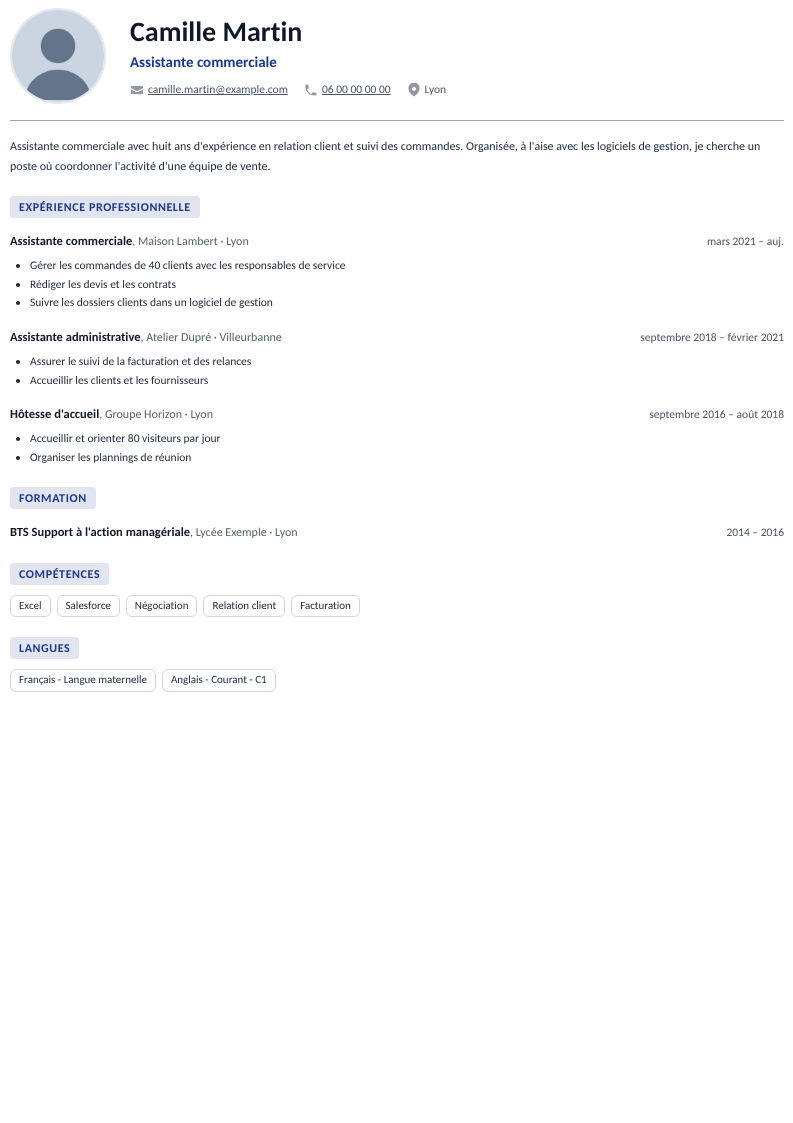 Camille Martin
Assistante commerciale
camille.martin@example.com 06 00 00 00 00 Lyon
Assistante commerciale avec huit ans d'expérience en relation client et suivi des commandes. Organisée, à l'aise avec les logiciels de gestion, je cherche un
poste où coordonner l'activité d'une équipe de vente.
EXPÉRIENCE PROFESSIONNELLE
Assistante commerciale, Maison Lambert · Lyon mars 2021 – auj.
• Gérer les commandes de 40 clients avec les responsables de service
• Rédiger les devis et les contrats
• Suivre les dossiers clients dans un logiciel de gestion
Assistante administrative, Atelier Dupré · Villeurbanne septembre 2018 – février 2021
• Assurer le suivi de la facturation et des relances
• Accueillir les clients et les fournisseurs
Hôtesse d'accueil, Groupe Horizon · Lyon septembre 2016 – août 2018
• Accueillir et orienter 80 visiteurs par jour
• Organiser les plannings de réunion
FORMATION
BTS Support à l'action managériale, Lycée Exemple · Lyon 2014 – 2016
COMPÉTENCES
Excel Salesforce Négociation Relation client Facturation
LANGUES
Français - Langue maternelle Anglais - Courant - C1